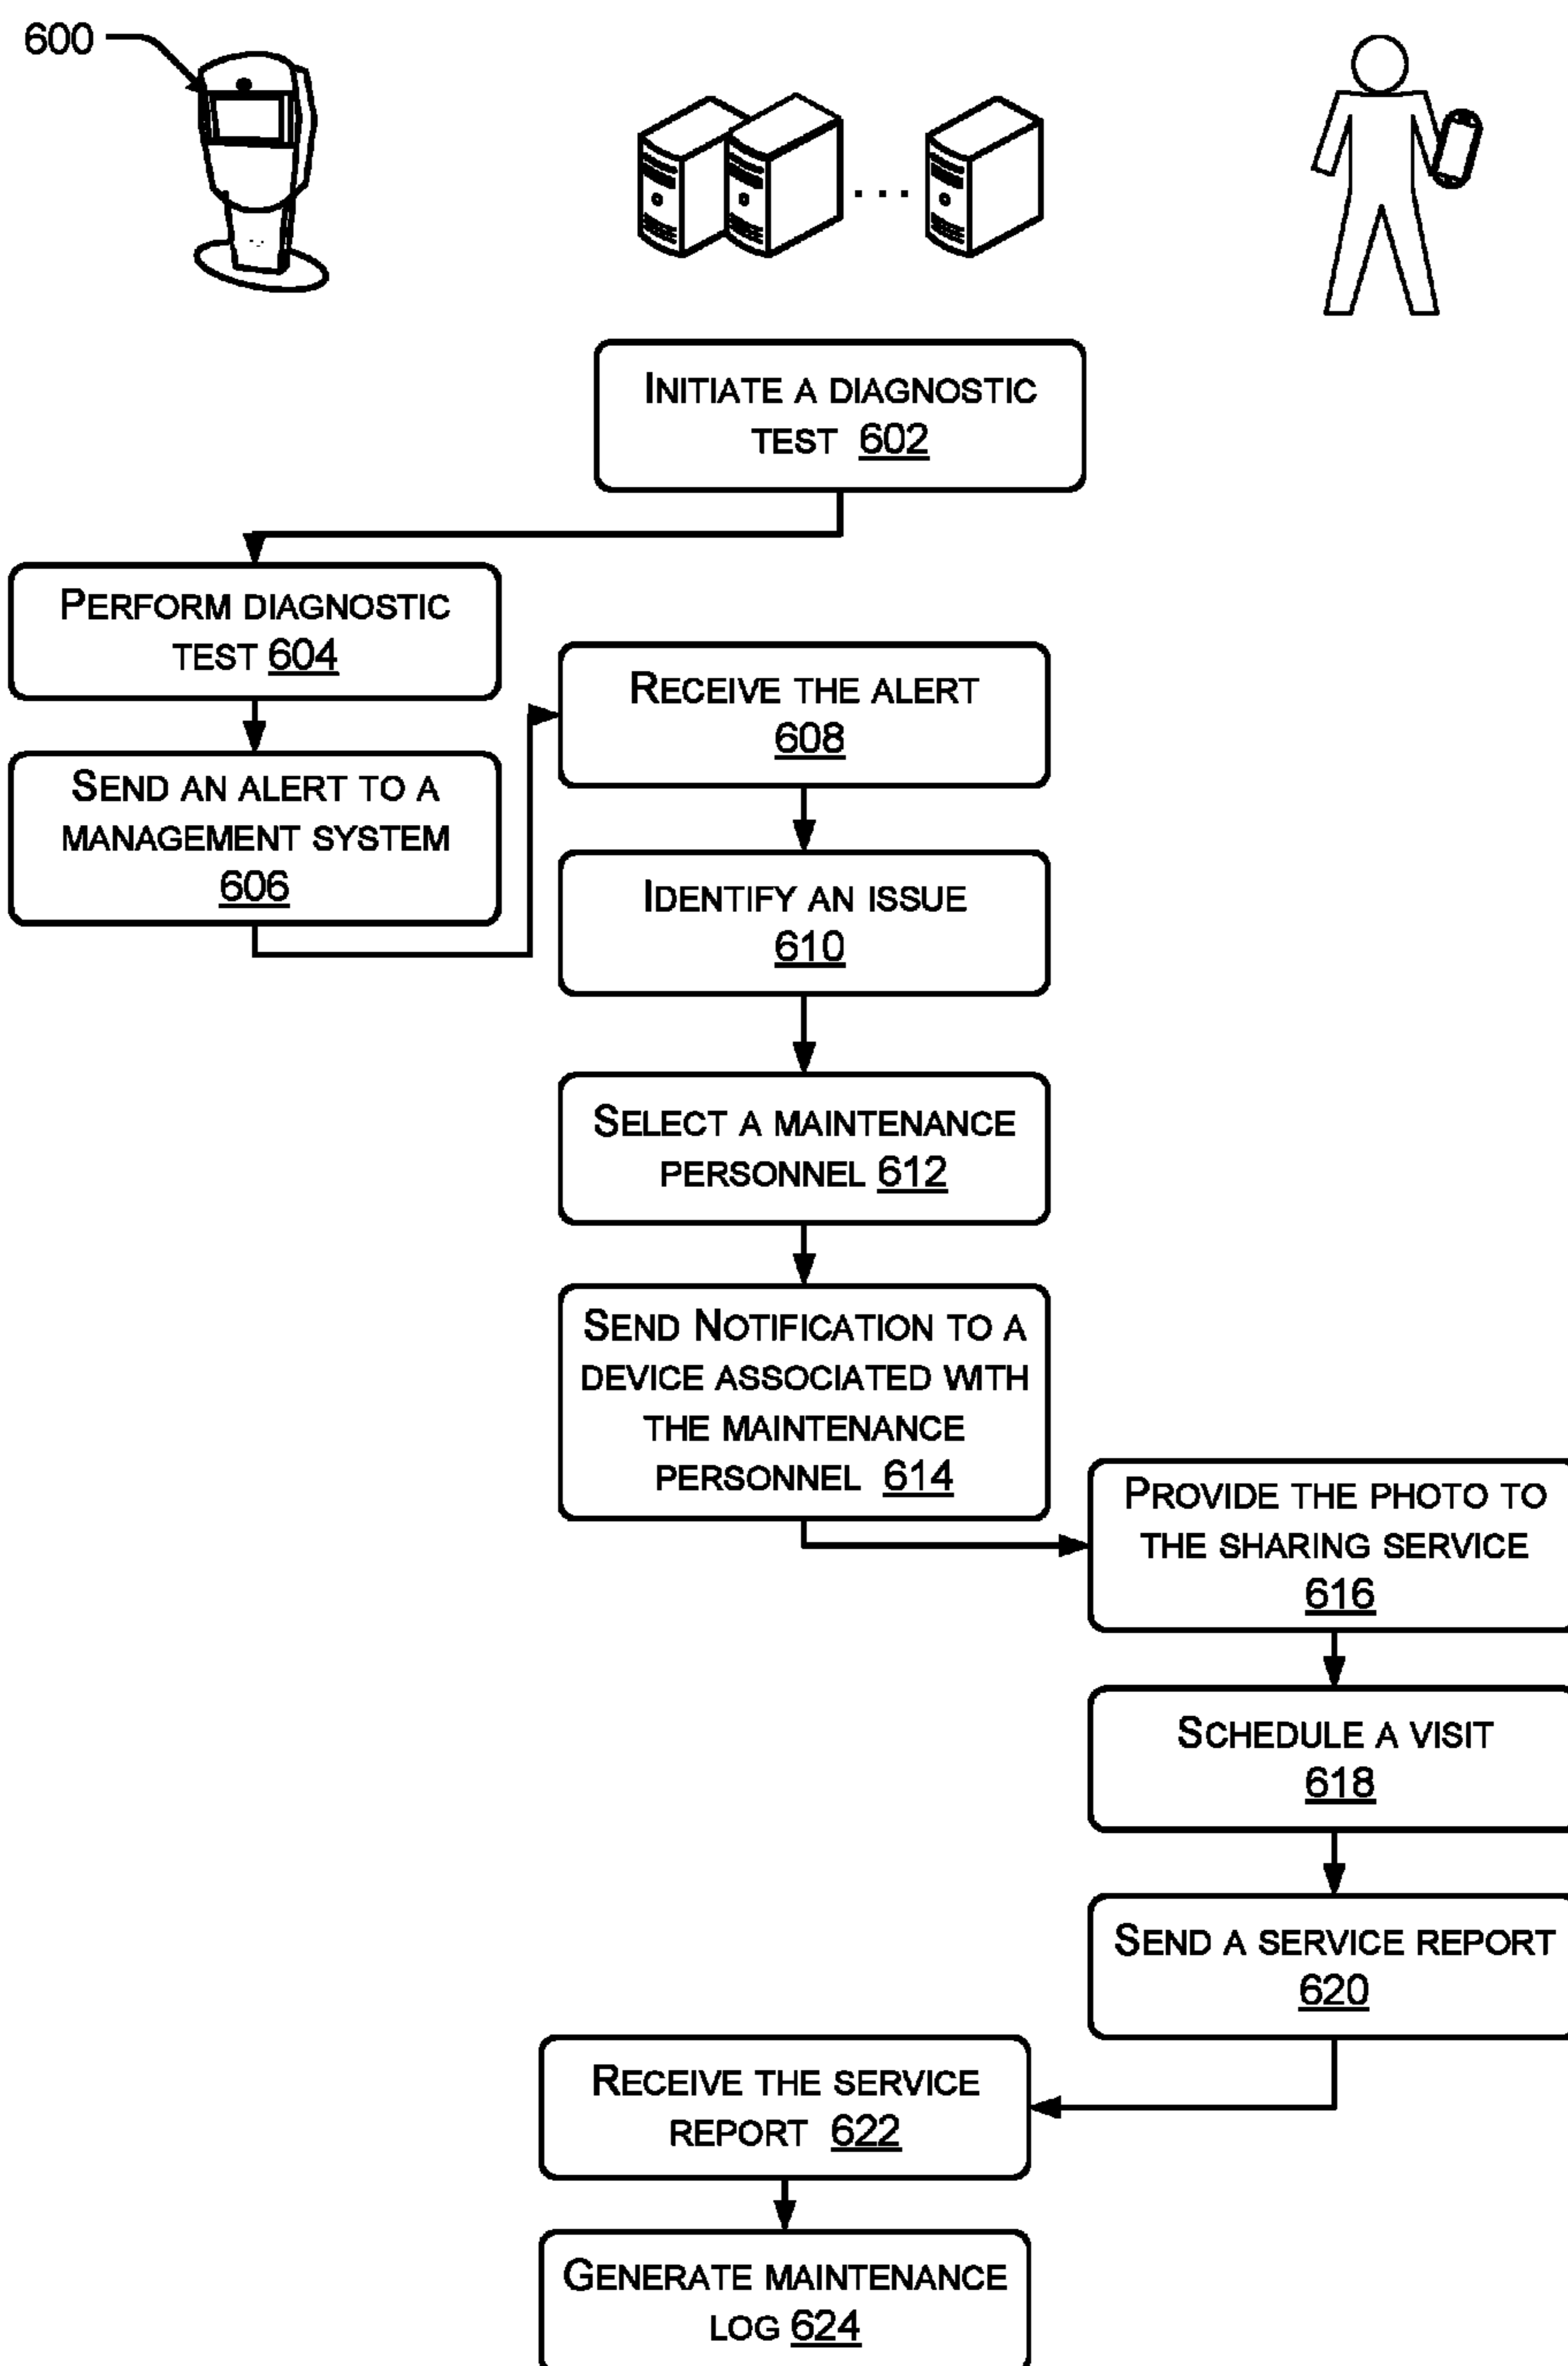 600
INITIATE A DIAGNOSTIC
TEST 602
PERFORM DIAGNOSTIC
TEST 604
SEND AN ALERT TO A
MANAGEMENT SYSTEM
606
RECEIVE THE ALERT
608
IDENTIFY AN ISSUE
610
SELECT A MAINTENANCE
PERSONNEL 612
SEND NOTIFICATION TO A
DEVICE ASSOCIATED WITH
THE MAINTENANCE
PERSONNEL 614
PROVIDE THE PHOTO TO
THE SHARING SERVICE
616
SCHEDULE A VISIT
618
SEND A SERVICE REPORT
620
RECEIVE THE SERVICE
REPORT 622
GENERATE MAINTENANCE
LOG 624